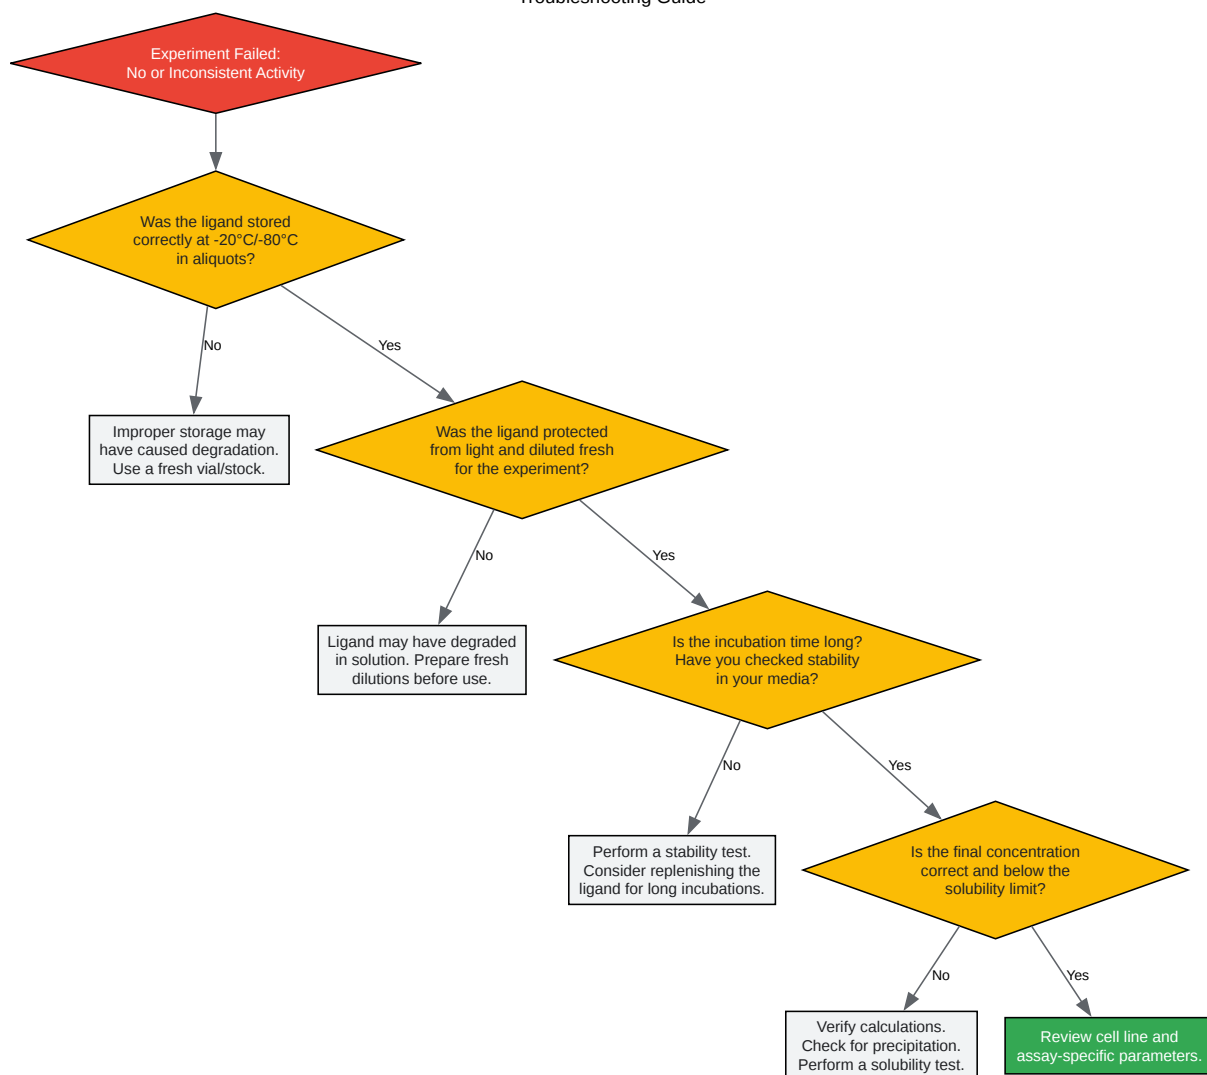 Troubleshooting Guide
Experiment Failed:
No or Inconsistent Activity
Was the ligand stored
correctly at -20°C/-80°C
in aliquots?
No
Yes
Improper storage may
have caused degradation.
Use a fresh vial/stock.
Was the ligand protected
from light and diluted fresh
for the experiment?
No
Yes
Ligand may have degraded
in solution. Prepare fresh
dilutions before use.
Is the incubation time long?
Have you checked stability
in your media?
No
Yes
Perform a stability test.
Consider replenishing the
ligand for long incubations.
Is the final concentration
correct and below the
solubility limit?
No
Yes
Verify calculations.
Check for precipitation.
Perform a solubility test.
Review cell line and
assay-specific parameters.